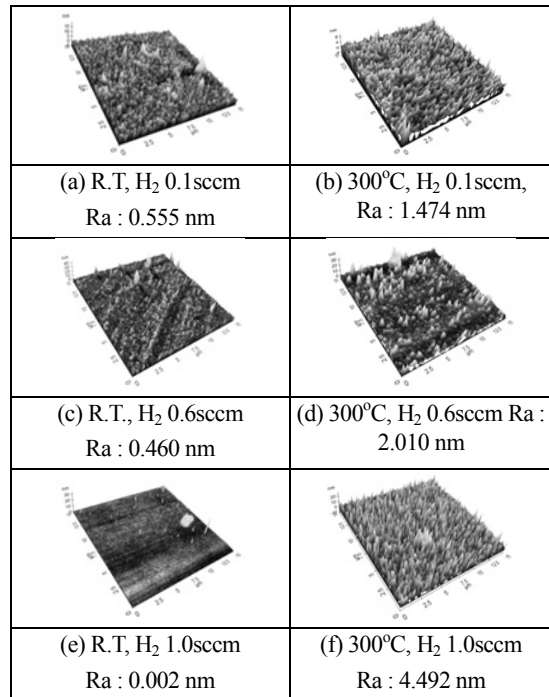 (a) R.T, H₂ 0.1sccm
Ra : 0.555 nm
(b) 300°C, H₂ 0.1sccm,
Ra : 1.474 nm
(c) R.T., H₂ 0.6sccm
Ra : 0.460 nm
(d) 300°C, H₂ 0.6sccm Ra :
2.010 nm
(e) R.T, H₂ 1.0sccm
Ra : 0.002 nm
(f) 300°C, H₂ 1.0sccm
Ra : 4.492 nm